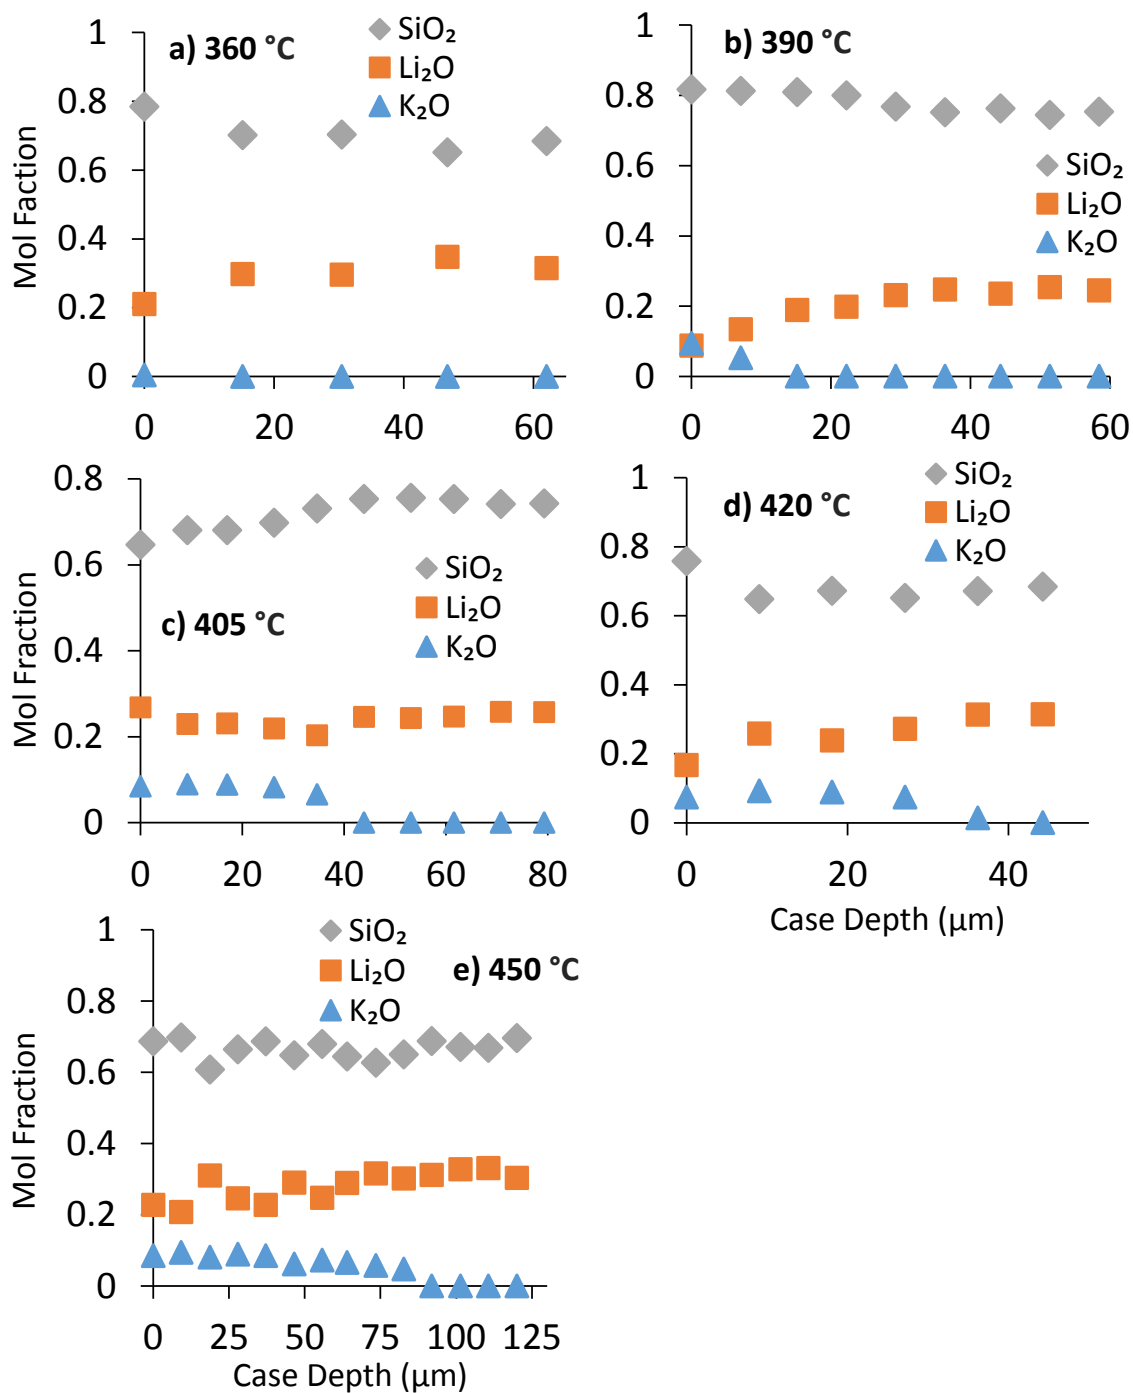 a) 360 °C
SiO₂
Li₂O
K₂O
1
0.8
0.6
0.4
0.2
0
Mol Faction
0 20 40 60
b) 390 °C
SiO₂
Li₂O
K₂O
1
0.8
0.6
0.4
0.2
0
0 20 40 60
c) 405 °C
SiO₂
Li₂O
K₂O
0.8
0.6
0.4
0.2
0
Mol Fraction
0 20 40 60 80
d) 420 °C
SiO₂
Li₂O
K₂O
1
0.8
0.6
0.4
0.2
0
0 20 40
Case Depth (μm)
e) 450 °C
SiO₂
Li₂O
K₂O
1
0.8
0.6
0.4
0.2
0
Mol Fraction
0 25 50 75 100 125
Case Depth (μm)